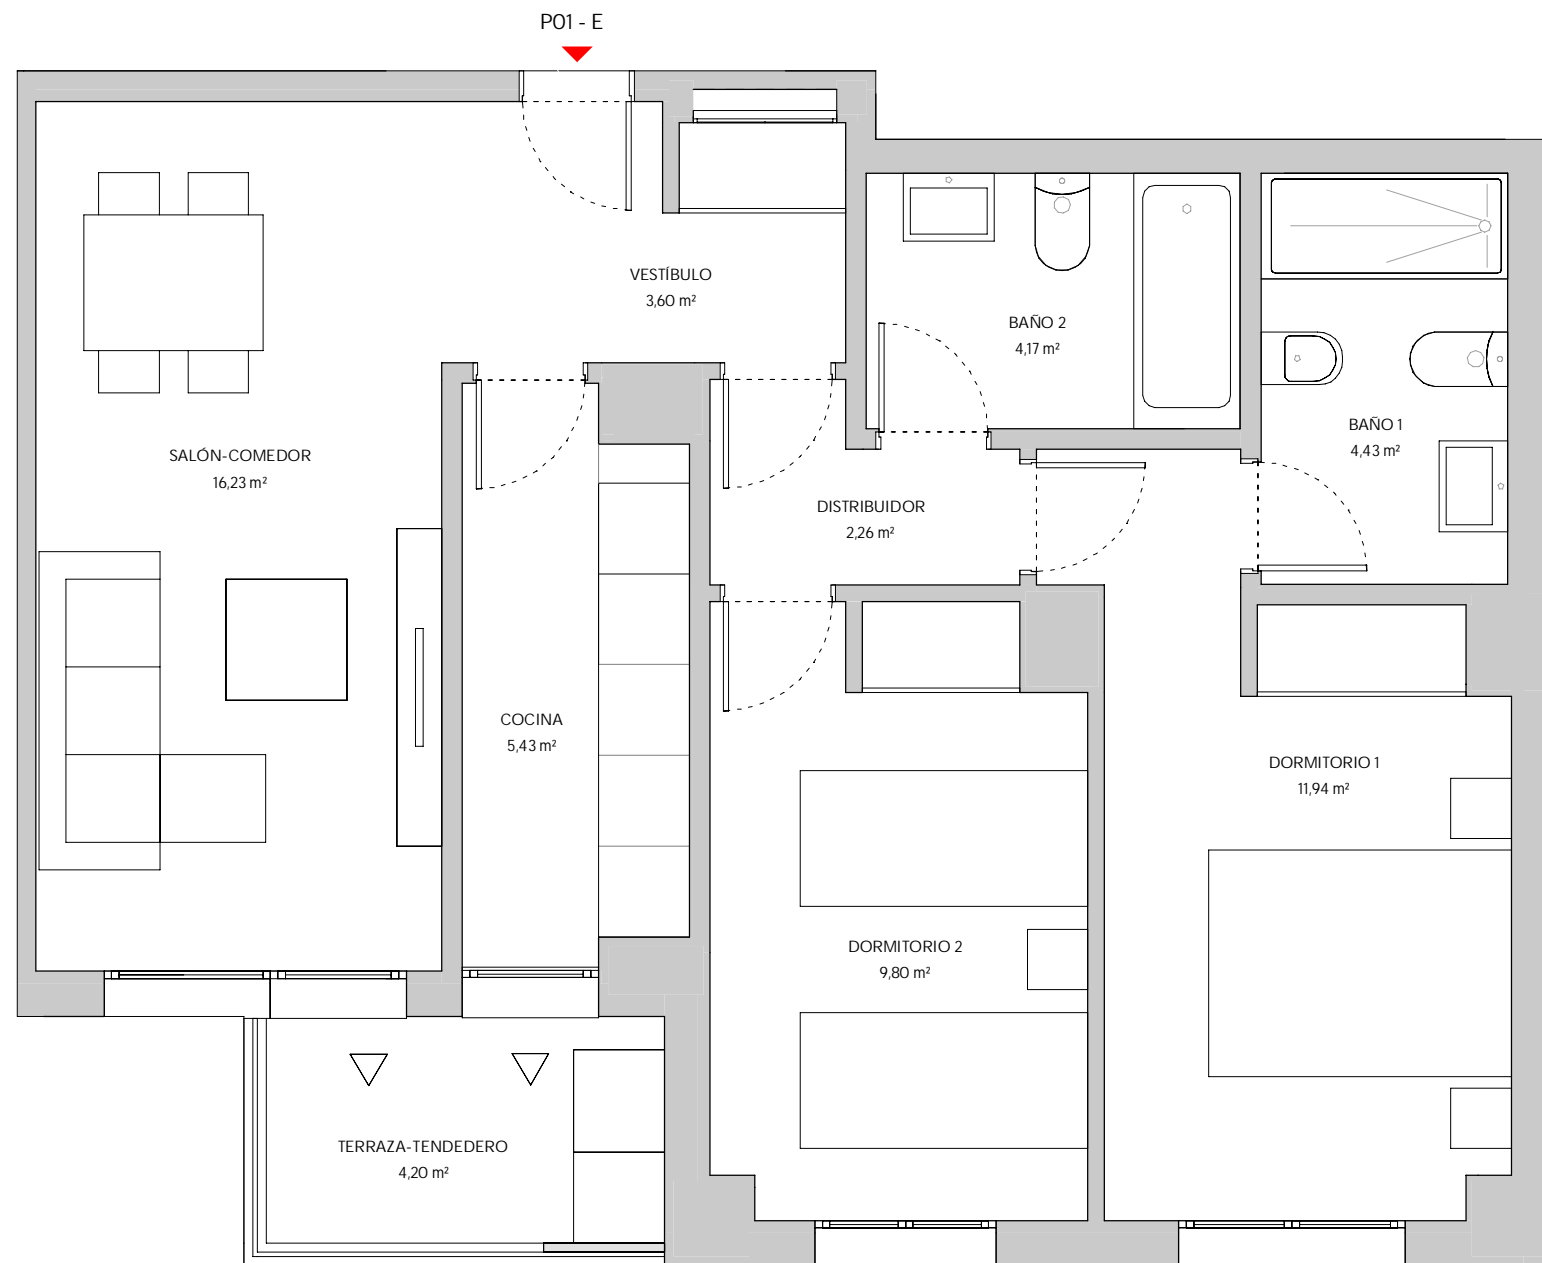 P01 - E
VESTÍBULO
3,60 m²
BAÑO 2
4,17 m²
BAÑO 1
4,43 m²
SALÓN-COMEDOR
16,23 m²
DISTRIBUIDOR
2,26 m²
COCINA
5,43 m²
DORMITORIO 1
11,94 m²
DORMITORIO 2
9,80 m²
TERRAZA-TENDEDERO
4,20 m²